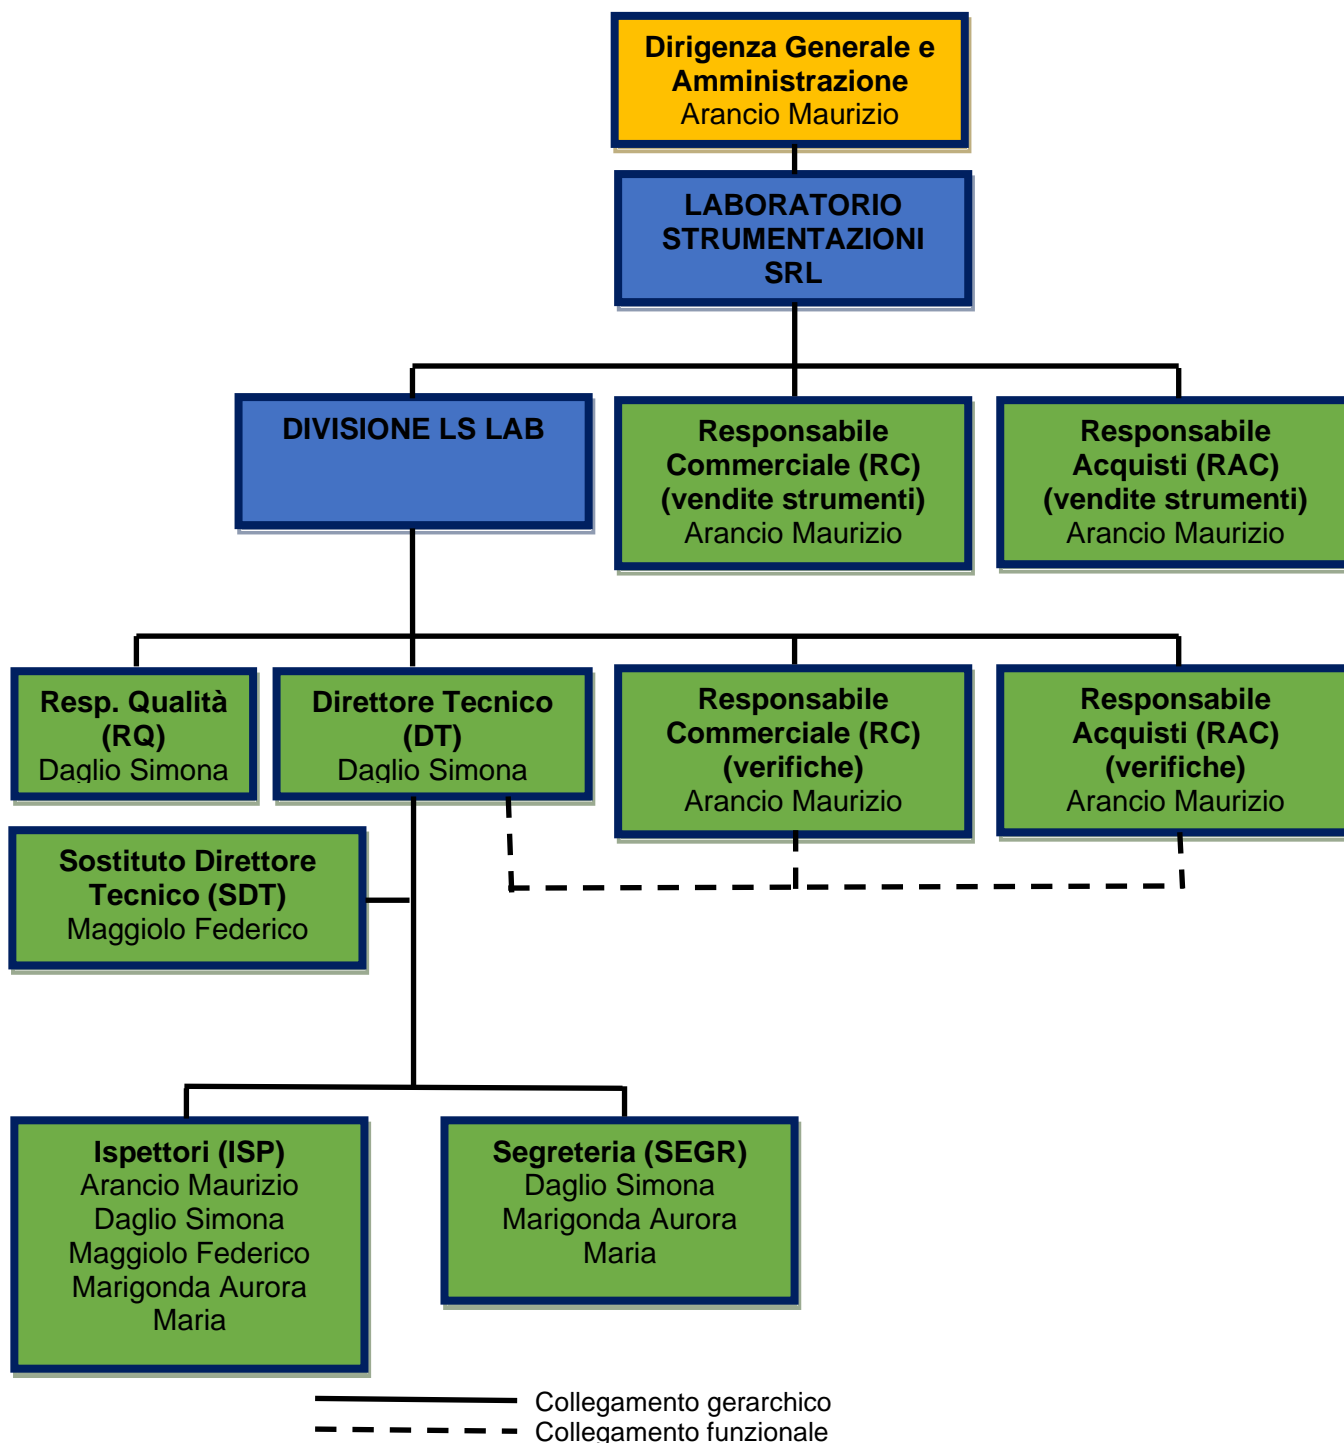 Dirigenza Generale e
Amministrazione
Arancio Maurizio
LABORATORIO
STRUMENTAZIONI
SRL
DIVISIONE LS LAB
Responsabile
Commerciale (RC)
(vendite strumenti)
Arancio Maurizio
Responsabile
Acquisti (RAC)
(vendite strumenti)
Arancio Maurizio
Resp. Qualità
(RQ)
Daglio Simona
Direttore Tecnico
(DT)
Daglio Simona
Responsabile
Commerciale (RC)
(verifiche)
Arancio Maurizio
Responsabile
Acquisti (RAC)
(verifiche)
Arancio Maurizio
Sostituto Direttore
Tecnico (SDT)
Maggiolo Federico
Ispettori (ISP)
Arancio Maurizio
Daglio Simona
Maggiolo Federico
Marigonda Aurora
Maria
Segreteria (SEGR)
Daglio Simona
Marigonda Aurora
Maria
Collegamento gerarchico
Collegamento funzionale